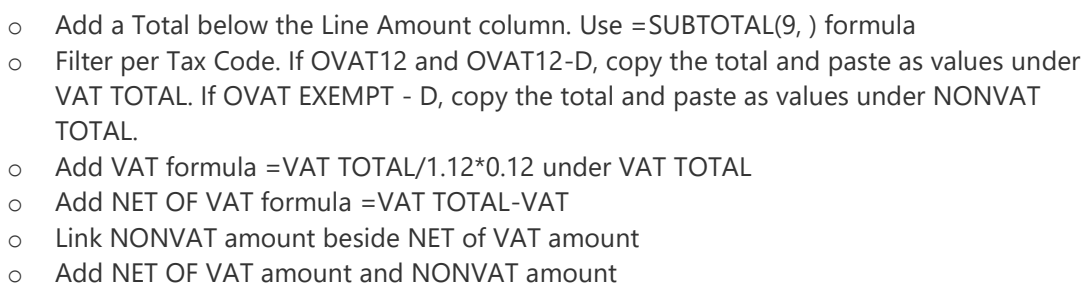 o Add a Total below the Line Amount column. Use =SUBTOTAL(9, ) formula
o Filter per Tax Code. If OVAT12 and OVAT12-D, copy the total and paste as values under
VAT TOTAL. If OVAT EXEMPT - D, copy the total and paste as values under NONVAT
TOTAL.
o Add VAT formula =VAT TOTAL/1.12*0.12 under VAT TOTAL
o Add NET OF VAT formula =VAT TOTAL-VAT
o Link NONVAT amount beside NET of VAT amount
o Add NET OF VAT amount and NONVAT amount